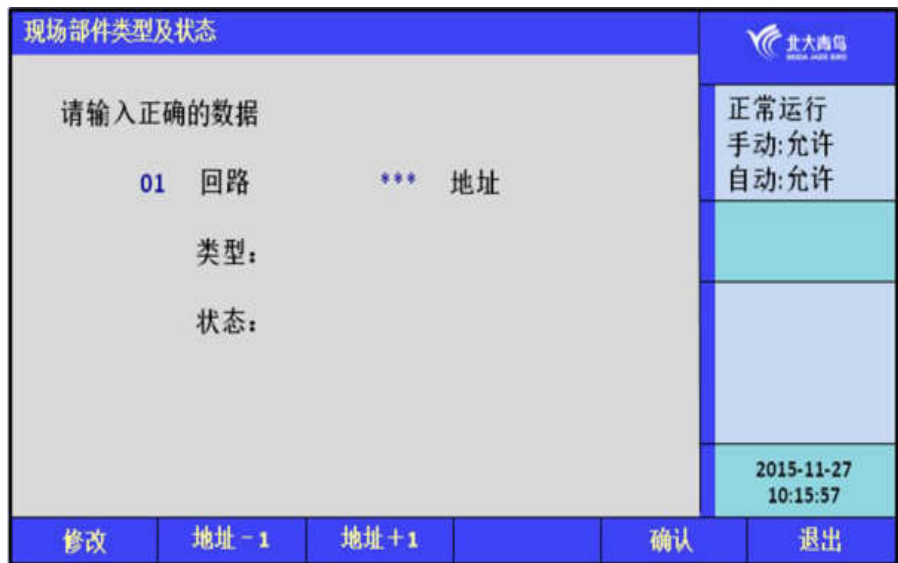 现场部件类型及状态
北大青鸟
BEIDA JADE BIRD
请输入正确的数据
01 回路 *** 地址
类型:
状态:
正常运行
手动:允许
自动:允许
2015-11-27
10:15:57
修改 地址-1 地址+1 确认 退出